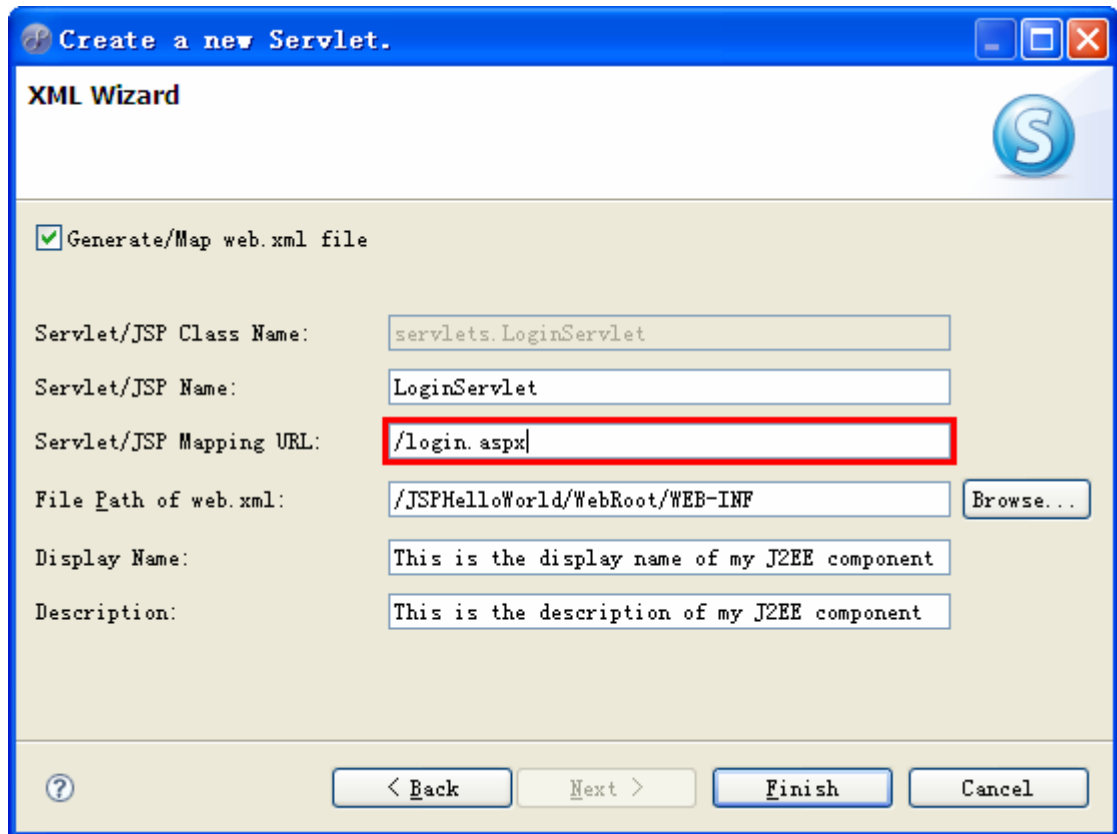 Create a new Servlet.
XML Wizard
S
Generate/Map web.xml file
Servlet/JSP Class Name: servlets.LoginServlet
Servlet/JSP Name: LoginServlet
Servlet/JSP Mapping URL: /login.aspx
File Path of web.xml: /JSPHelloWorld/WebRoot/WEB-INF Browse...
Display Name: This is the display name of my J2EE component
Description: This is the description of my J2EE component
? < Back Next > Finish Cancel